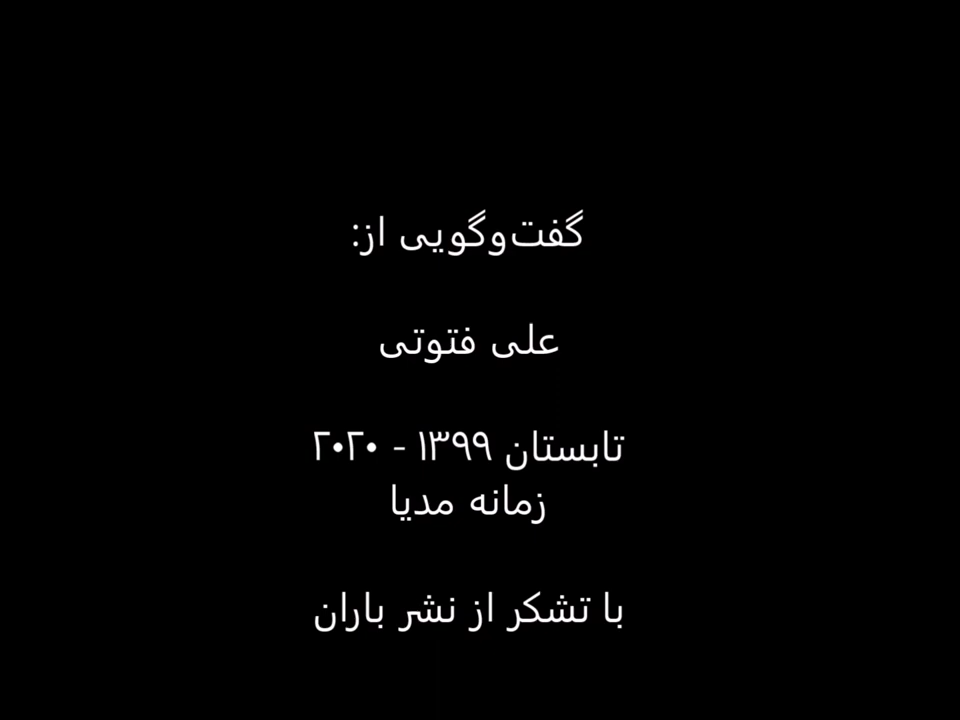 گفت‌وگویی از:
علی فتوتی
تابستان ۱۳۹۹ - ۲۰۲۰
زمانه مدیا
با تشکر از نشر باران